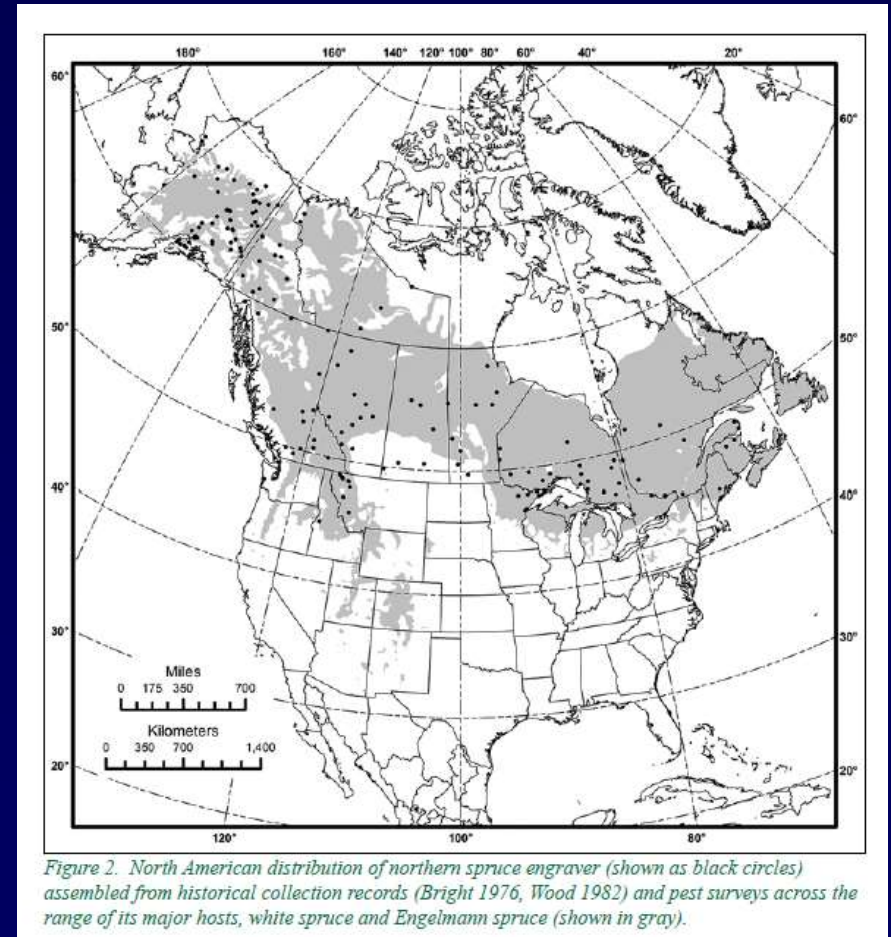 180° 160° 140° 120° 100° 80° 60° 40° 20°
60° 60°
50° 50°
40° 40°
30° 30°
Miles
0 175 350 700
Kilometers
0 350 700 1,400
20° 20°
120° 100° 80°
Figure 2. North American distribution of northern spruce engraver (shown as black circles)
assembled from historical collection records (Bright 1976, Wood 1982) and pest surveys across the
range of its major hosts, white spruce and Engelmann spruce (shown in gray).